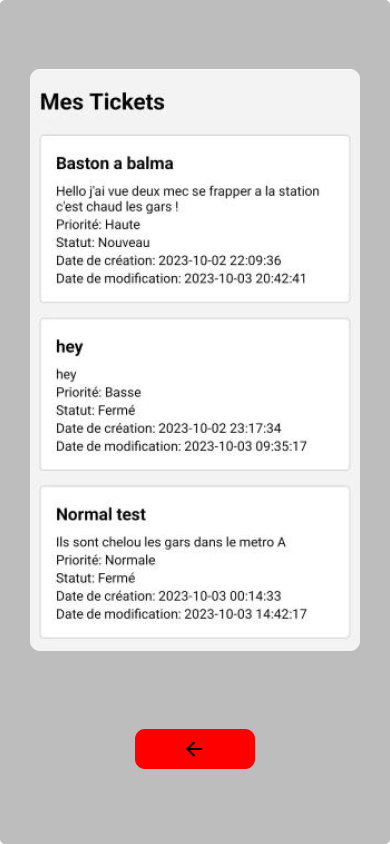 Mes Tickets
Baston a balma
Hello j'ai vue deux mec se frapper a la station
c'est chaud les gars !
Priorité: Haute
Statut: Nouveau
Date de création: 2023-10-02 22:09:36
Date de modification: 2023-10-03 20:42:41
hey
hey
Priorité: Basse
Statut: Fermé
Date de création: 2023-10-02 23:17:34
Date de modification: 2023-10-03 09:35:17
Normal test
Ils sont chelou les gars dans le metro A
Priorité: Normale
Statut: Fermé
Date de création: 2023-10-03 00:14:33
Date de modification: 2023-10-03 14:42:17